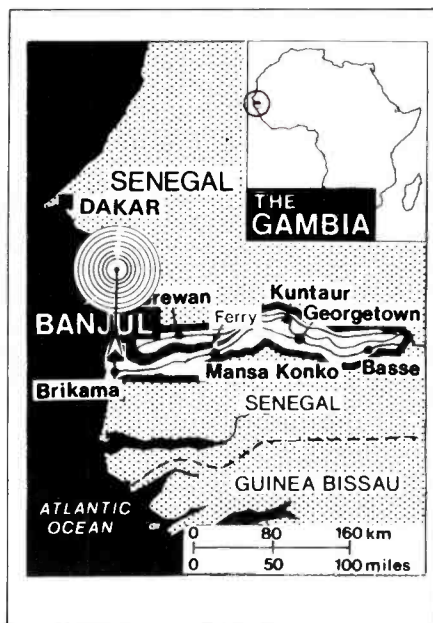 SENEGAL
DAKAR
THE
GAMBIA
Kuntaur
BANJUL
Ferry
Georgetown
Mansa Konko
Basse
Brikama
SENEGAL
GUINEA BISSAU
ATLANTIC
OCEAN
0 80 160 km
0 50 100 miles